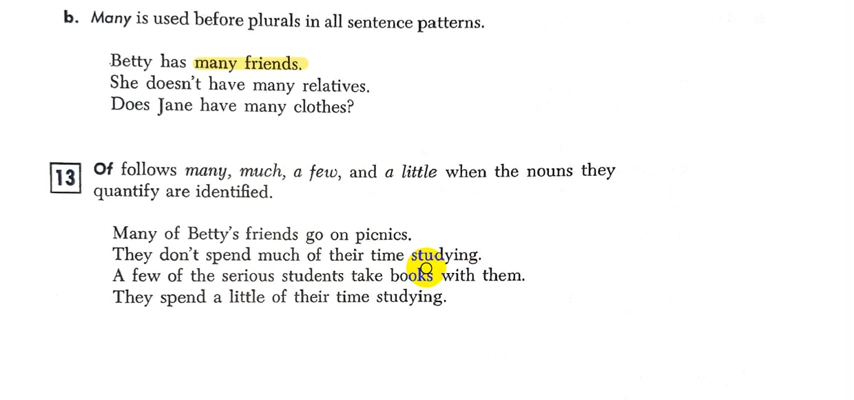 b. Many is used before plurals in all sentence patterns.
Betty has many friends.
She doesn't have many relatives.
Does Jane have many clothes?
13 Of follows many, much, a few, and a little when the nouns they
quantify are identified.
Many of Betty's friends go on picnics.
They don't spend much of their time studying.
A few of the serious students take books with them.
They spend a little of their time studying.